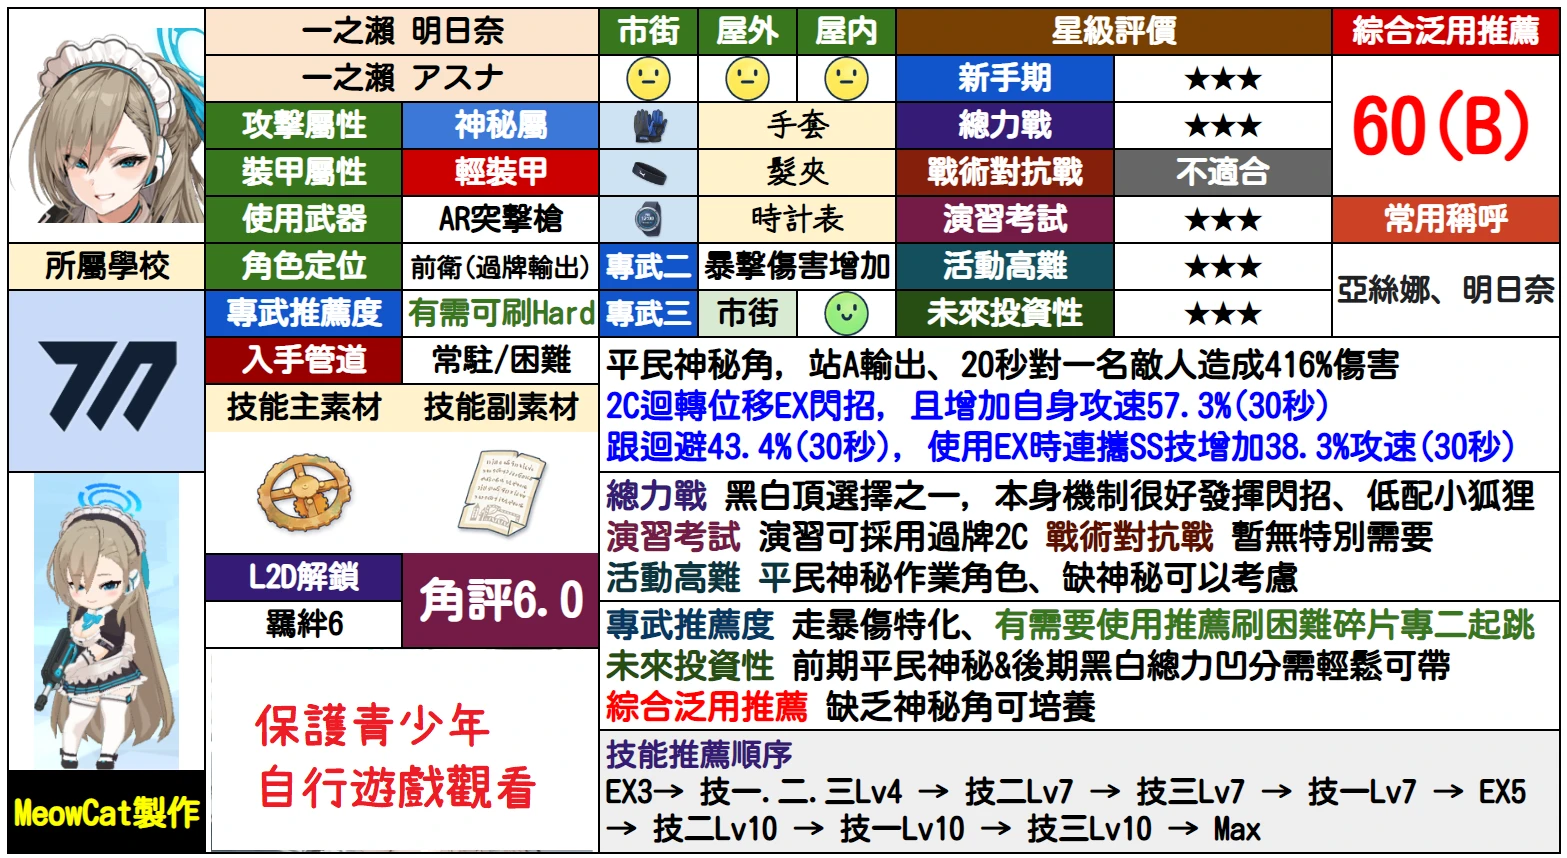 一之瀨 明日奈
市街
屋外
屋內
星級評價
綜合泛用推薦
一之瀨 アスナ
新手期
★★★
60(B)
攻擊屬性
神秘屬
手套
總力戰
★★★
裝甲屬性
輕裝甲
髮夾
戰術對抗戰
不適合
使用武器
AR突擊槍
時計表
演習考試
★★★
常用稱呼
所屬學校
角色定位
前衛(過牌輸出)
專武二
暴擊傷害增加
活動高難
★★★
亞絲娜、明日奈
專武推薦度
有需可刷Hard
專武三
市街
未來投資性
★★★
入手管道
常駐/困難
技能主素材
技能副素材
平民神秘角, 站A輸出、20秒對一名敵人造成416%傷害
2C迴轉位移EX閃招, 且增加自身攻速57.3%(30秒)
跟迴避43.4%(30秒), 使用EX時連攜SS技增加38.3%攻速(30秒)
總力戰 黑白頂選擇之一, 本身機制很好發揮閃招、低配小狐狸
演習考試 演習可採用過牌2C 戰術對抗戰 暫無特別需要
活動高難 平民神秘作業角色、缺神秘可以考慮
L2D解鎖
羈絆6
角評6.0
專武推薦度 走暴傷特化、有需要使用推薦刷困難碎片專二起跳
未來投資性 前期平民神秘&後期黑白總力凹分需輕鬆可帶
綜合泛用推薦 缺乏神秘角可培養
保護青少年
自行遊戲觀看
技能推薦順序
EX3→ 技一.二.三Lv4 → 技二Lv7 → 技三Lv7 → 技一Lv7 → EX5
→ 技二Lv10 → 技一Lv10 → 技三Lv10 → Max
MeowCat製作